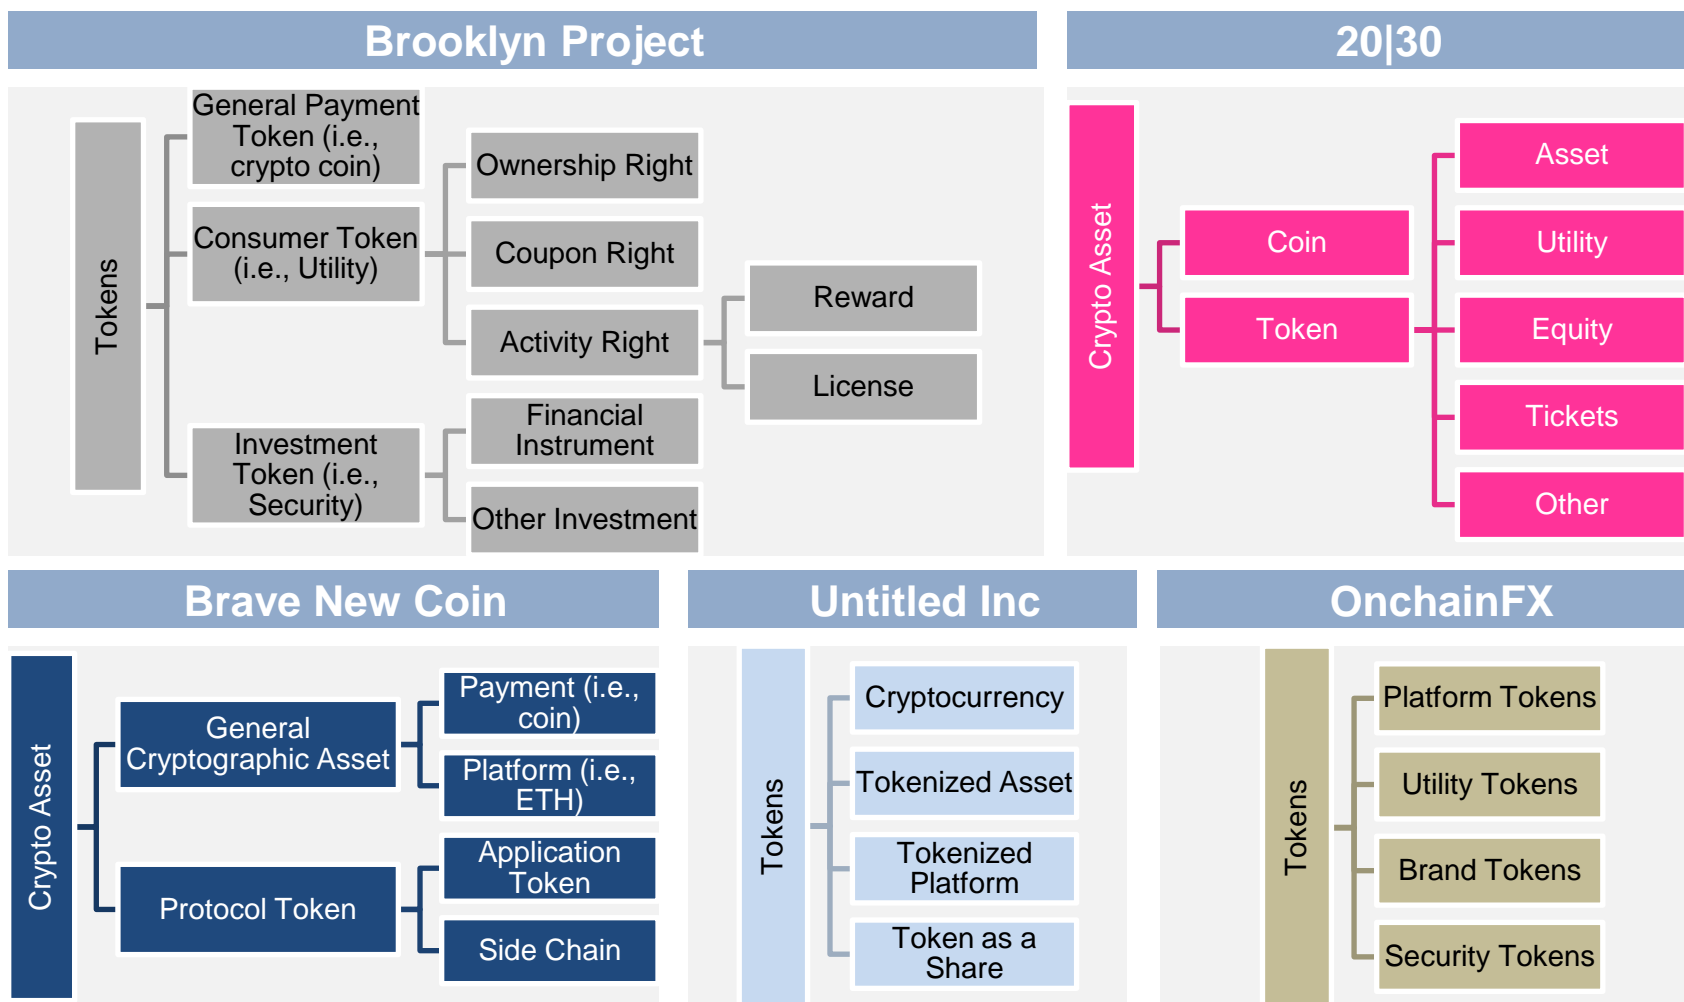 Brooklyn Project
Tokens
General Payment
Token (i.e.,
crypto coin)
Consumer Token
(i.e., Utility)
Investment
Token (i.e.,
Security)
Ownership Right
Coupon Right
Activity Right
Financial
Instrument
Other Investment
Reward
License
20|30
Crypto Asset
Coin
Token
Asset
Utility
Equity
Tickets
Other
Brave New Coin
Crypto Asset
General
Cryptographic Asset
Protocol Token
Payment (i.e.,
coin)
Platform (i.e.,
ETH)
Application
Token
Side Chain
Untitled Inc
Tokens
Cryptocurrency
Tokenized Asset
Tokenized
Platform
Token as a
Share
OnchainFX
Tokens
Platform Tokens
Utility Tokens
Brand Tokens
Security Tokens